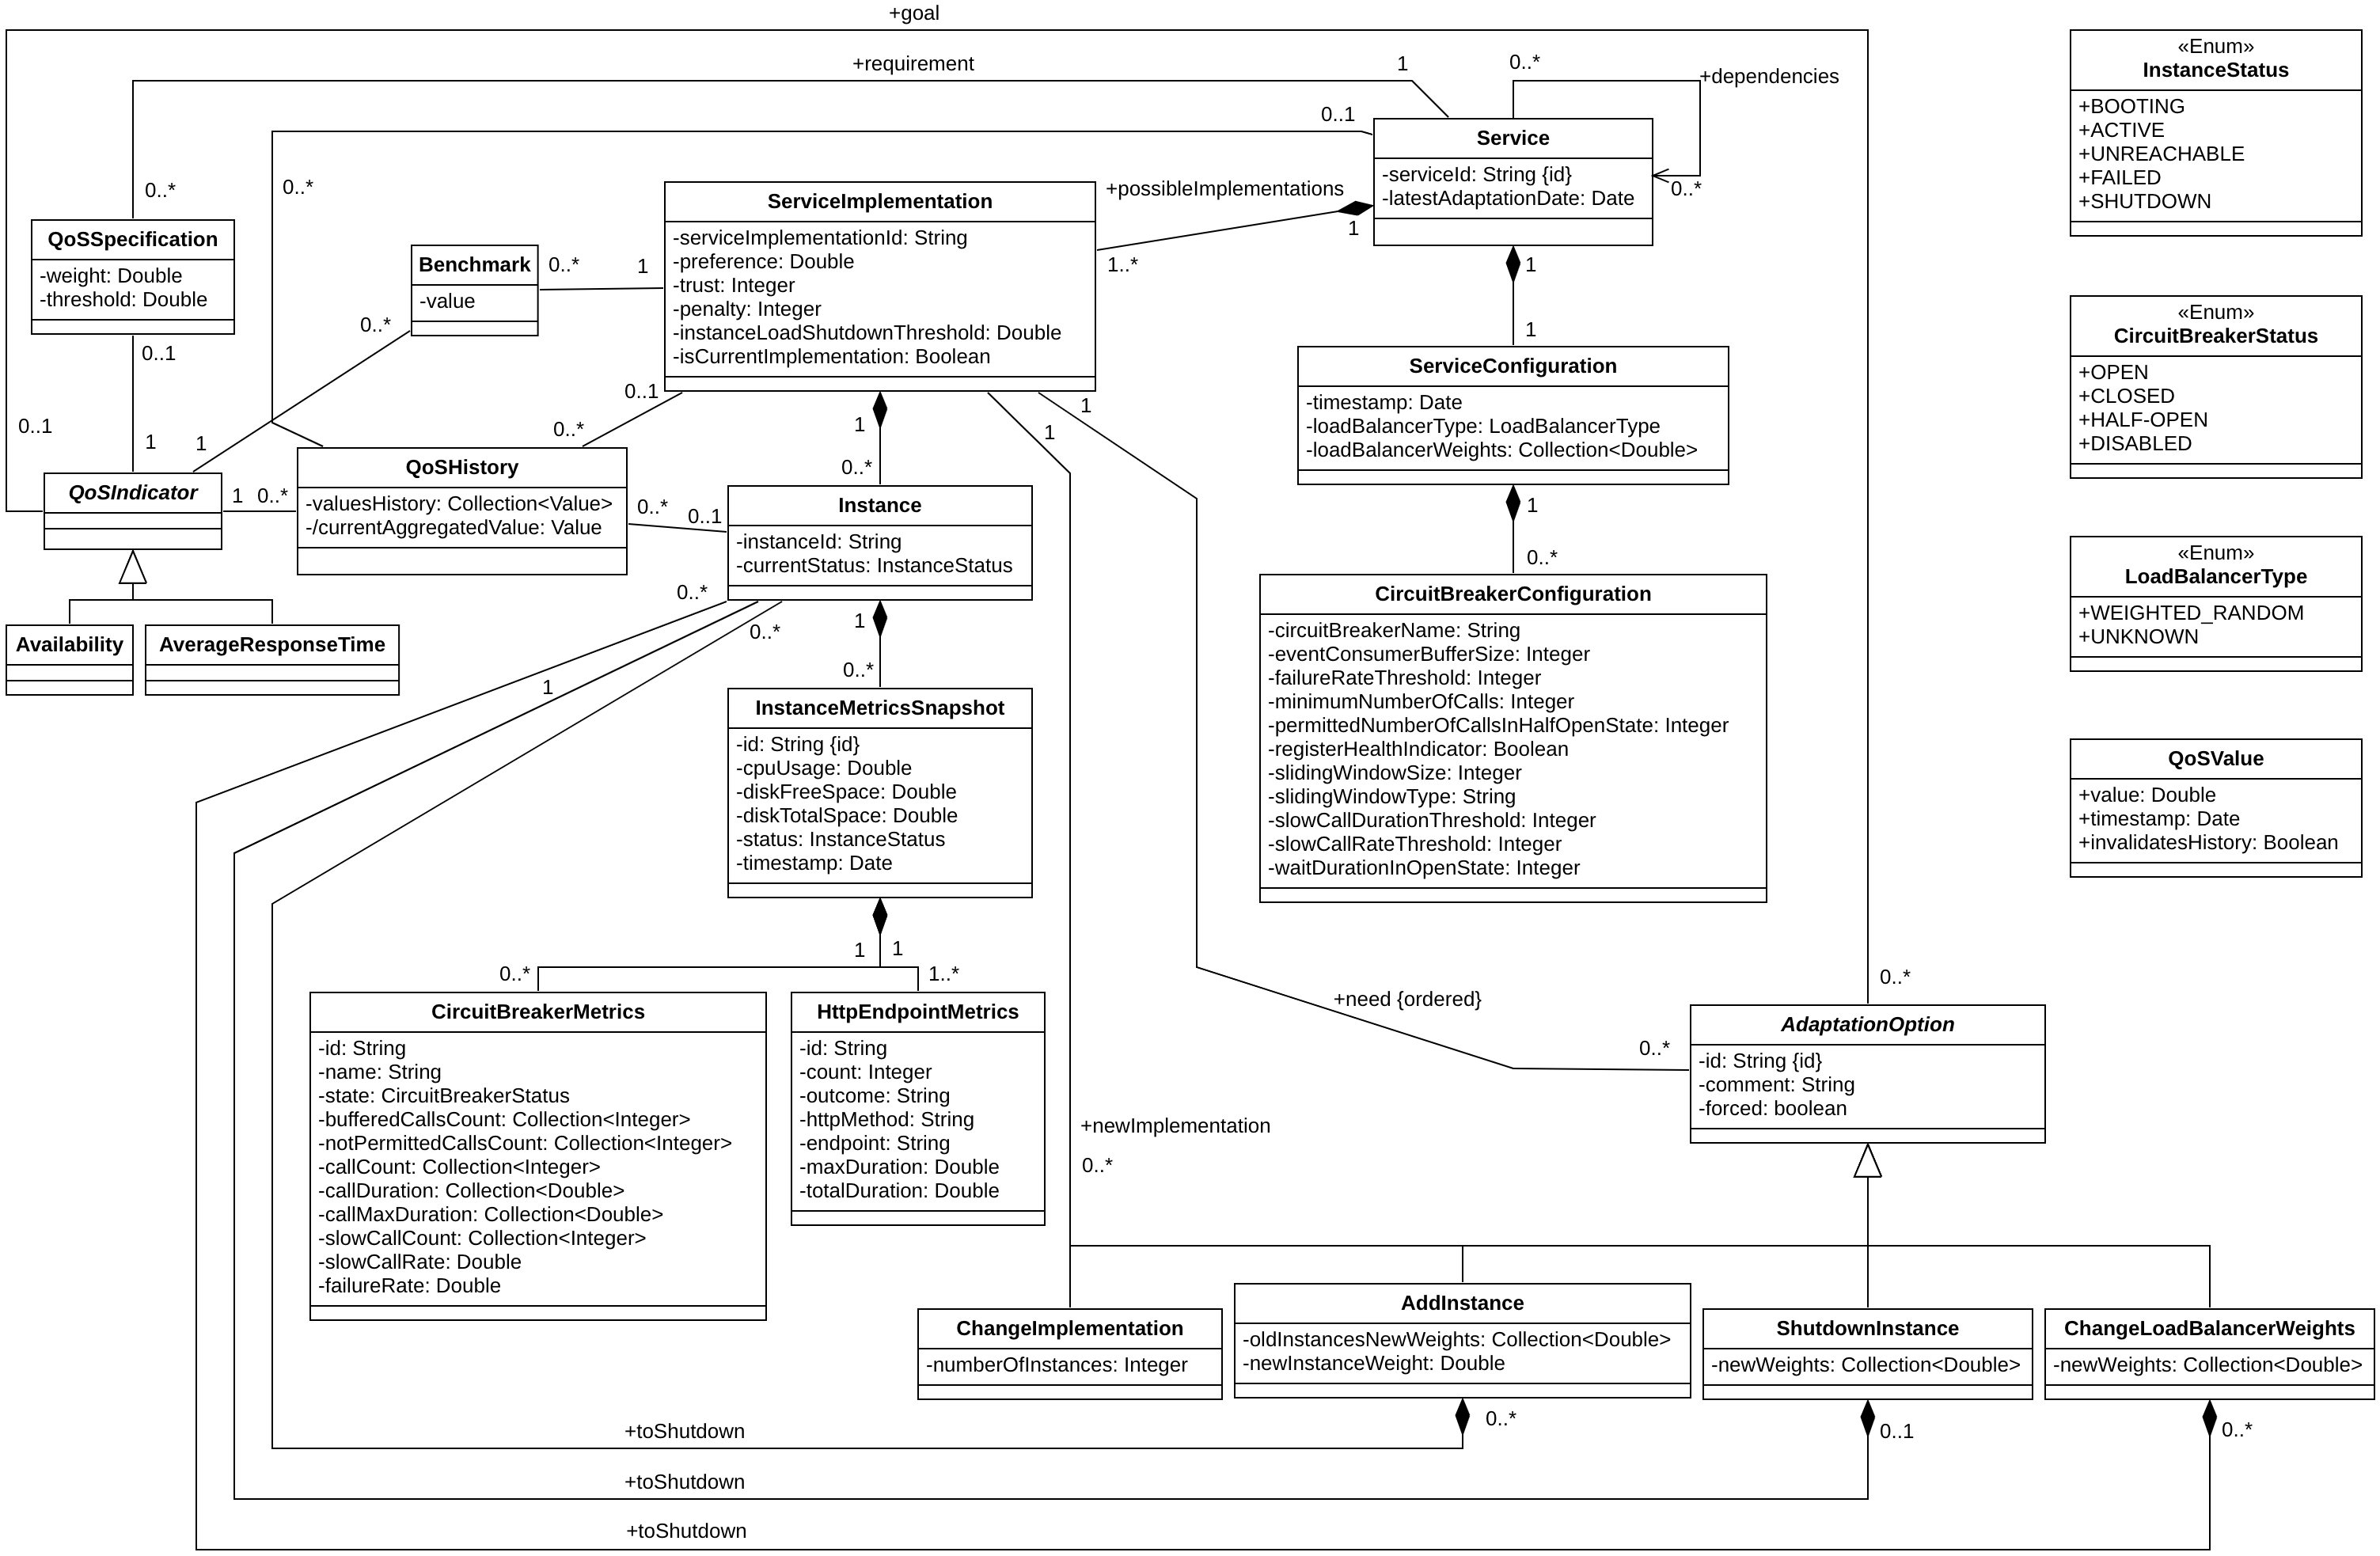 +goal
+requirement
1
0..*
+dependencies
0..1
0..*
0..*
0..*
Service
-serviceId: String {id}
-latestAdaptationDate: Date
«Enum»
InstanceStatus
+BOOTING
+ACTIVE
+UNREACHABLE
+FAILED
+SHUTDOWN
+possibleImplementations
1
1..*
ServiceImplementation
-serviceImplementationId: String
-preference: Double
-trust: Integer
-penalty: Integer
-instanceLoadShutdownThreshold: Double
-isCurrentImplementation: Boolean
QoSSpecification
-weight: Double
-threshold: Double
Benchmark
-value
0..*
1
0..*
0..1
0..1
1
1
1
1
ServiceConfiguration
-timestamp: Date
-loadBalancerType: LoadBalancerType
-loadBalancerWeights: Collection<Double>
«Enum»
CircuitBreakerStatus
+OPEN
+CLOSED
+HALF-OPEN
+DISABLED
0..1
0..*
1
0..*
1
1
QoSIndicator
1
0..*
QoSHistory
-valuesHistory: Collection<Value>
-/currentAggregatedValue: Value
0..*
0..1
Instance
-instanceId: String
-currentStatus: InstanceStatus
1
0..*
«Enum»
LoadBalancerType
+WEIGHTED_RANDOM
+UNKNOWN
Availability
AverageResponseTime
0..*
0..*
1
1
0..*
CircuitBreakerConfiguration
-circuitBreakerName: String
-eventConsumerBufferSize: Integer
-failureRateThreshold: Integer
-minimumNumberOfCalls: Integer
-permittedNumberOfCallsInHalfOpenState: Integer
-registerHealthIndicator: Boolean
-slidingWindowSize: Integer
-slidingWindowType: String
-slowCallDurationThreshold: Integer
-slowCallRateThreshold: Integer
-waitDurationInOpenState: Integer
InstanceMetricsSnapshot
-id: String {id}
-cpuUsage: Double
-diskFreeSpace: Double
-diskTotalSpace: Double
-status: InstanceStatus
-timestamp: Date
QoSValue
+value: Double
+timestamp: Date
+invalidatesHistory: Boolean
1
1
0..*
1..*
CircuitBreakerMetrics
-id: String
-name: String
-state: CircuitBreakerStatus
-bufferedCallsCount: Collection<Integer>
-notPermittedCallsCount: Collection<Integer>
-callCount: Collection<Integer>
-callDuration: Collection<Double>
-callMaxDuration: Collection<Double>
-slowCallCount: Collection<Integer>
-slowCallRate: Double
-failureRate: Double
HttpEndpointMetrics
-id: String
-count: Integer
-outcome: String
-httpMethod: String
-endpoint: String
-maxDuration: Double
-totalDuration: Double
+need {ordered}
0..*
0..*
AdaptationOption
-id: String {id}
-comment: String
-forced: boolean
+newImplementation
0..*
ChangeImplementation
-numberOfInstances: Integer
AddInstance
-oldInstancesNewWeights: Collection<Double>
-newInstanceWeight: Double
ShutdownInstance
-newWeights: Collection<Double>
ChangeLoadBalancerWeights
-newWeights: Collection<Double>
0..*
0..1
0..*
+toShutdown
+toShutdown
+toShutdown